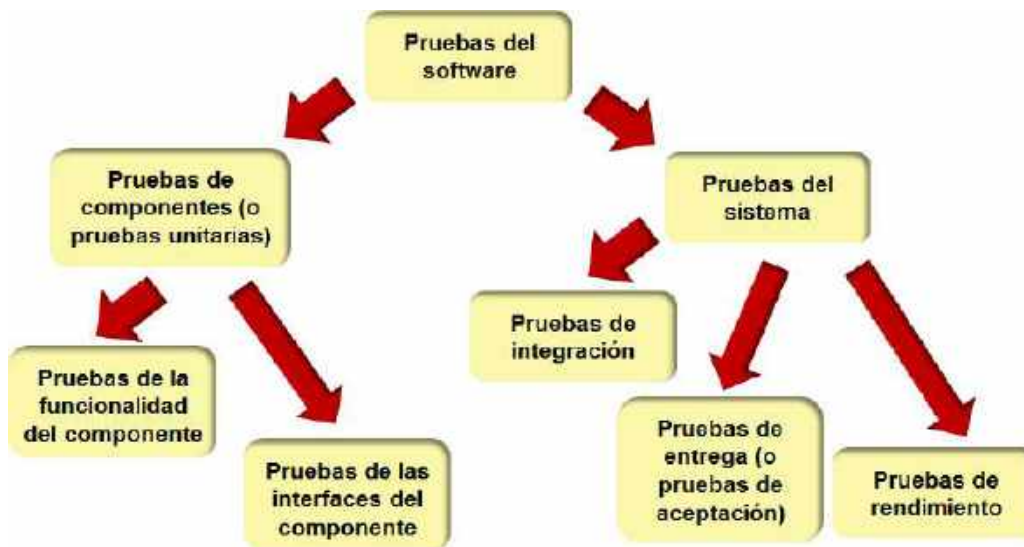 Pruebas del
software
Pruebas de
componentes (o
pruebas unitarias)
Pruebas del
sistema
Pruebas de la
funcionalidad
del componente
Pruebas de las
interfaces del
componente
Pruebas de
integración
Pruebas de
entrega (o
pruebas de
aceptación)
Pruebas de
rendimiento